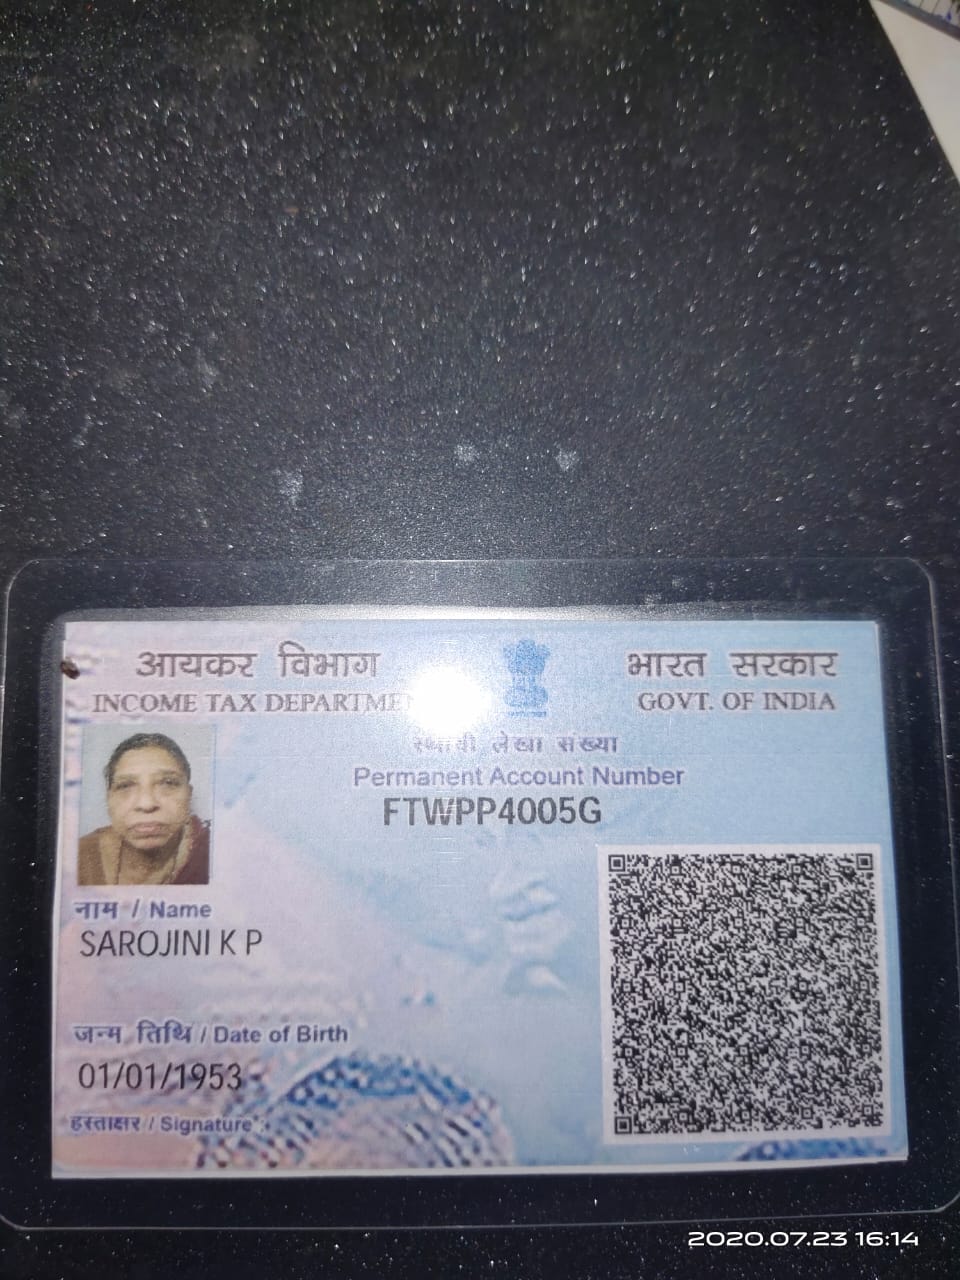 आयकर विभाग
INCOME TAX DEPARTME
भारत सरकार
GOVT. OF INDIA
स्थायी लेखा संख्या
Permanent Account Number
FTWPP4005G
नाम / Name
SAROJINI K P
जन्म तिथि / Date of Birth
01/01/1953
हस्ताक्षर / Signature
2020.07.23 16:14